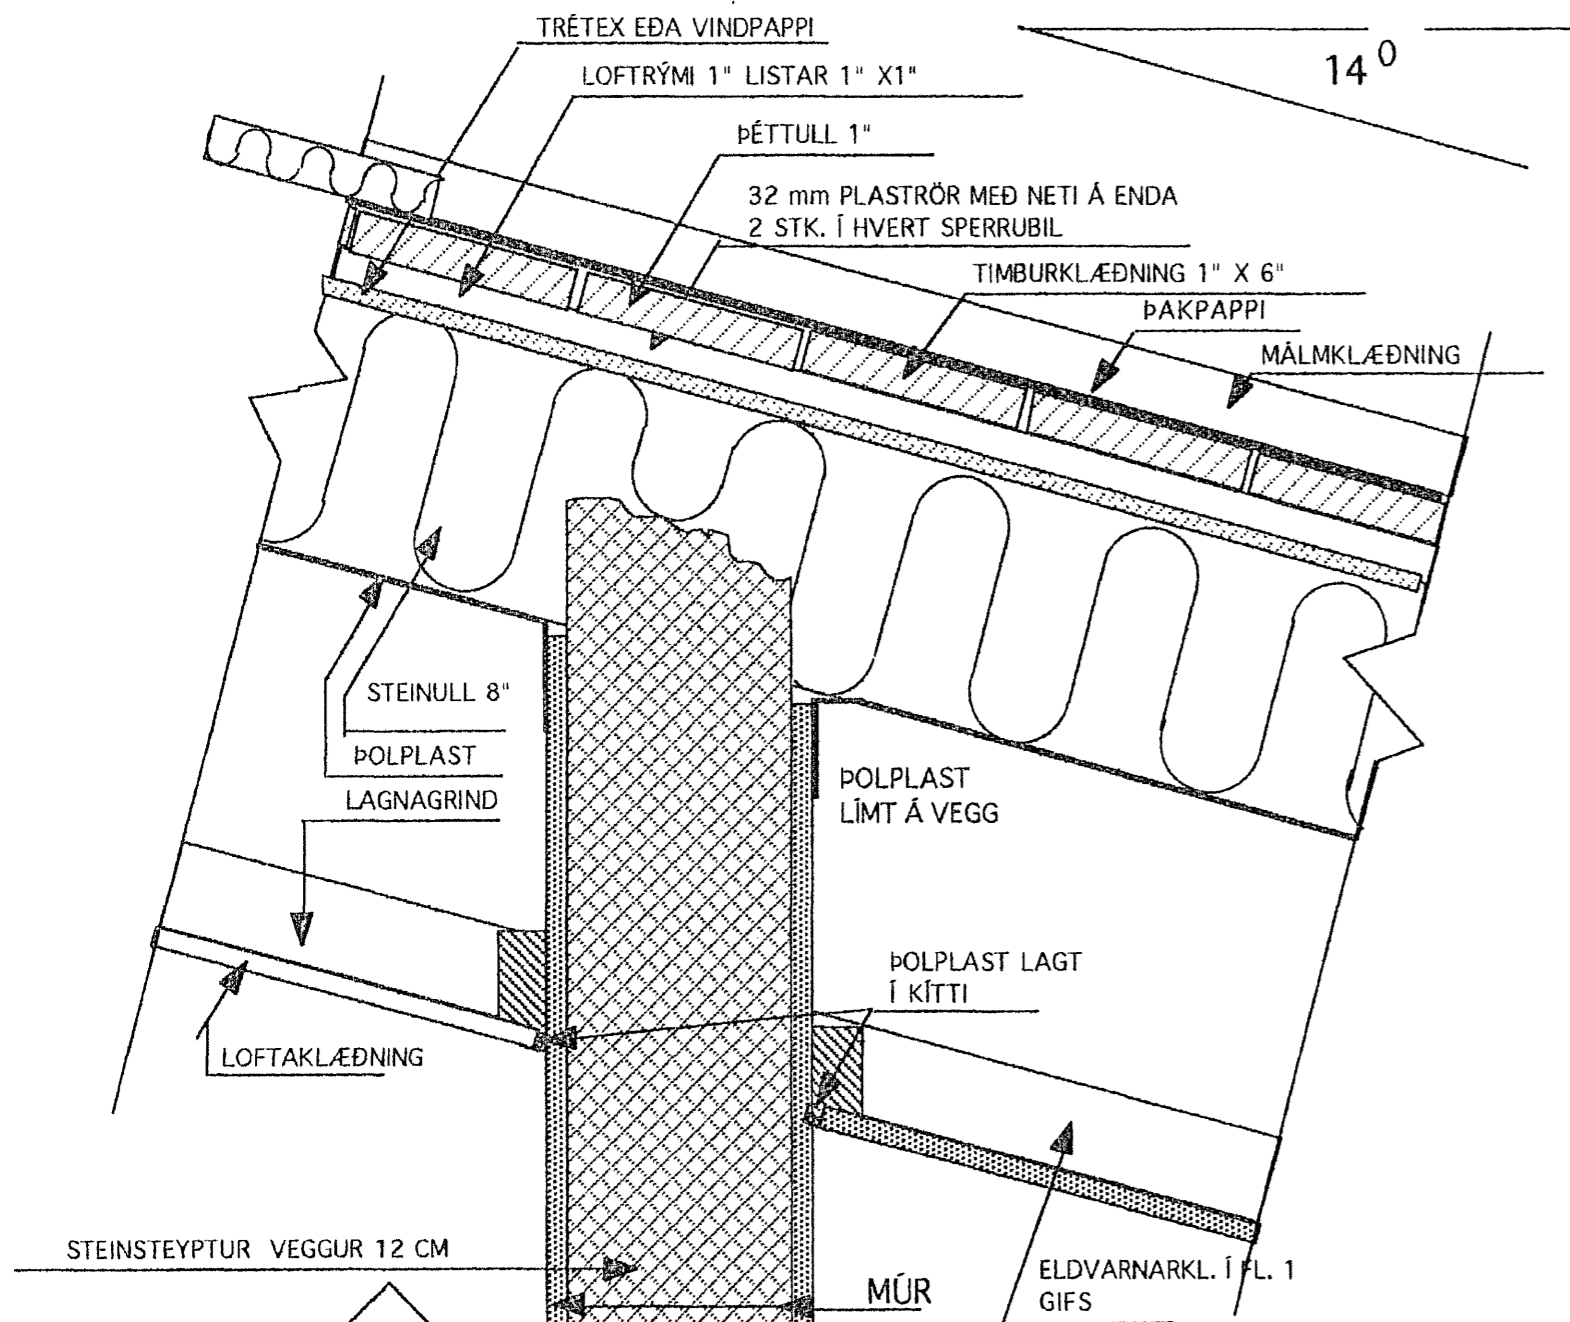 TRÉTEX EÐA VINDPAPPI
14⁰
LOFTRÝMI 1" LISTAR 1" X1"
ÞÉTTULL 1"
32 mm PLASTRÖR MEÐ NETI Á ENDA
2 STK. Í HVERT SPERRUBIL
TIMBURKLÆÐNING 1" X 6"
ÞAKPAPPI
MÁLMKLÆÐNING
STEINULL 8"
ÞOLPLAST
LAGNAGRIND
ÞOLPLAST
LÍMT Á VEGG
ÞOLPLAST LAGT
Í KÍTTI
LOFTAKLÆÐNING
STEINSTEYPTUR VEGGUR 12 CM
MÚR
ELDVARNARKL. Í FL. 1
GIFS